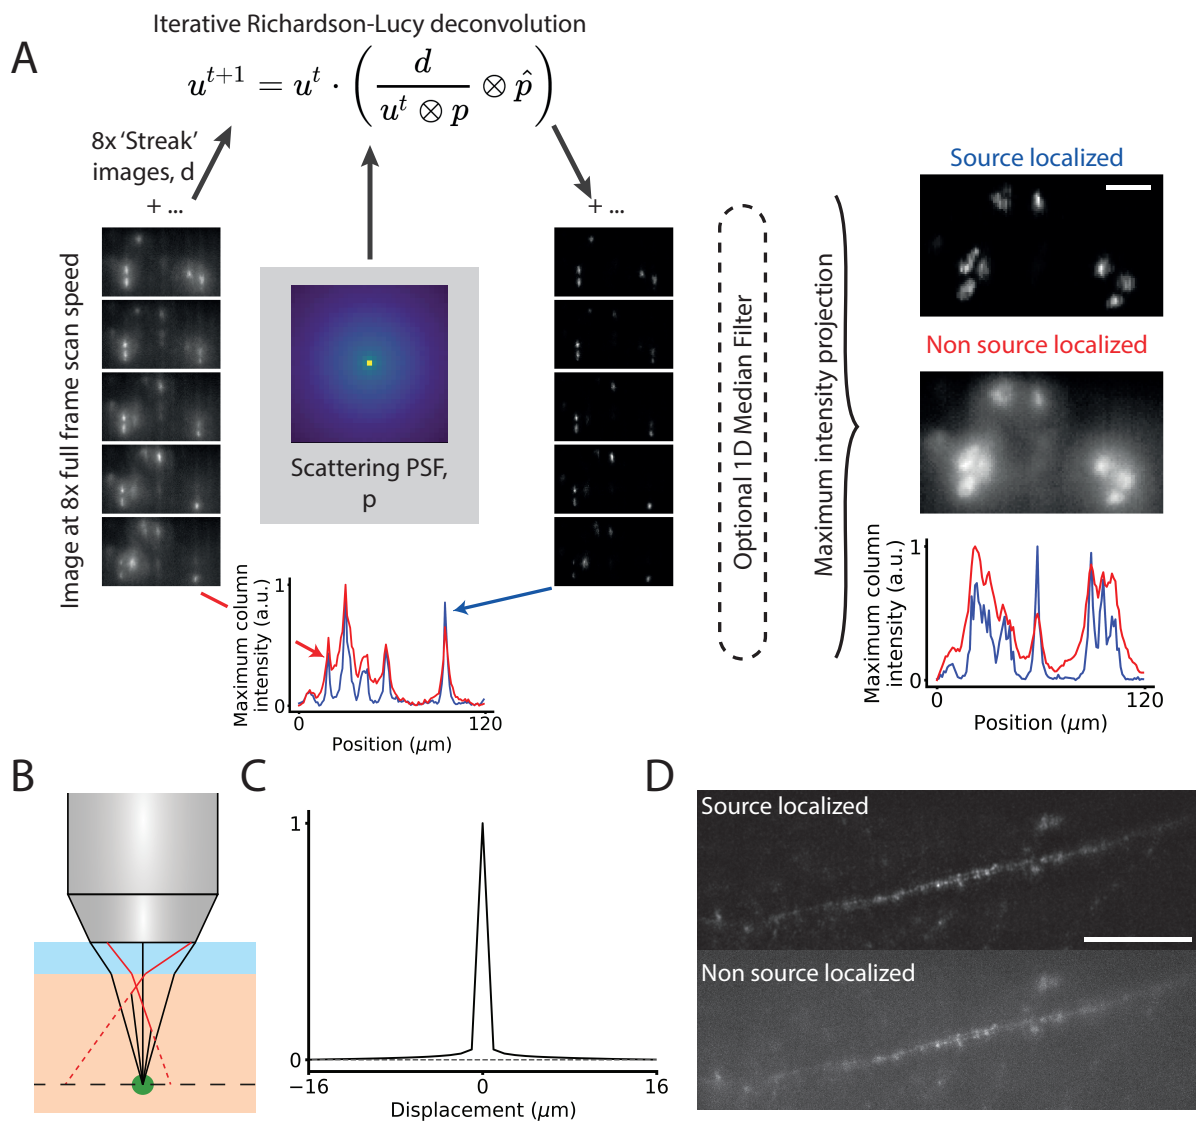 Iterative Richardson-Lucy deconvolution
A
u^{t+1} = u^t · ( d / (u^t ⊗ p) ⊗ p̂ )
8x 'Streak'
images, d
+ ...
Image at 8x full frame scan speed
Scattering PSF,
p
+ ...
Optional 1D Median Filter
Maximum intensity projection
Source localized
Non source localized
Maximum column
intensity (a.u.)
1
0
0
120
Position (μm)
Maximum column
intensity (a.u.)
1
0
0
120
Position (μm)
B
C
1
0
−16
0
16
Displacement (μm)
D
Source localized
Non source localized